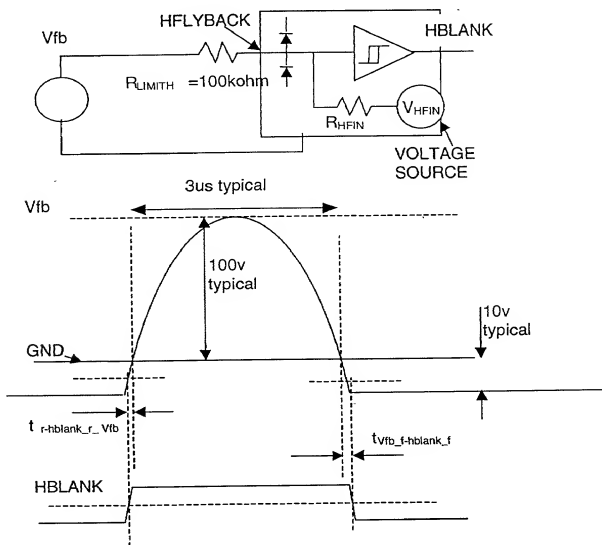 HFLYBACK
HBLANK
Vfb
RLIMITH =100kohm
RHFIN
VHFIN
VOLTAGE
SOURCE
3us typical
Vfb
100v
typical
10v
typical
GND
t r-hblank_r_ Vfb
tVfb_f-hblank_f
HBLANK